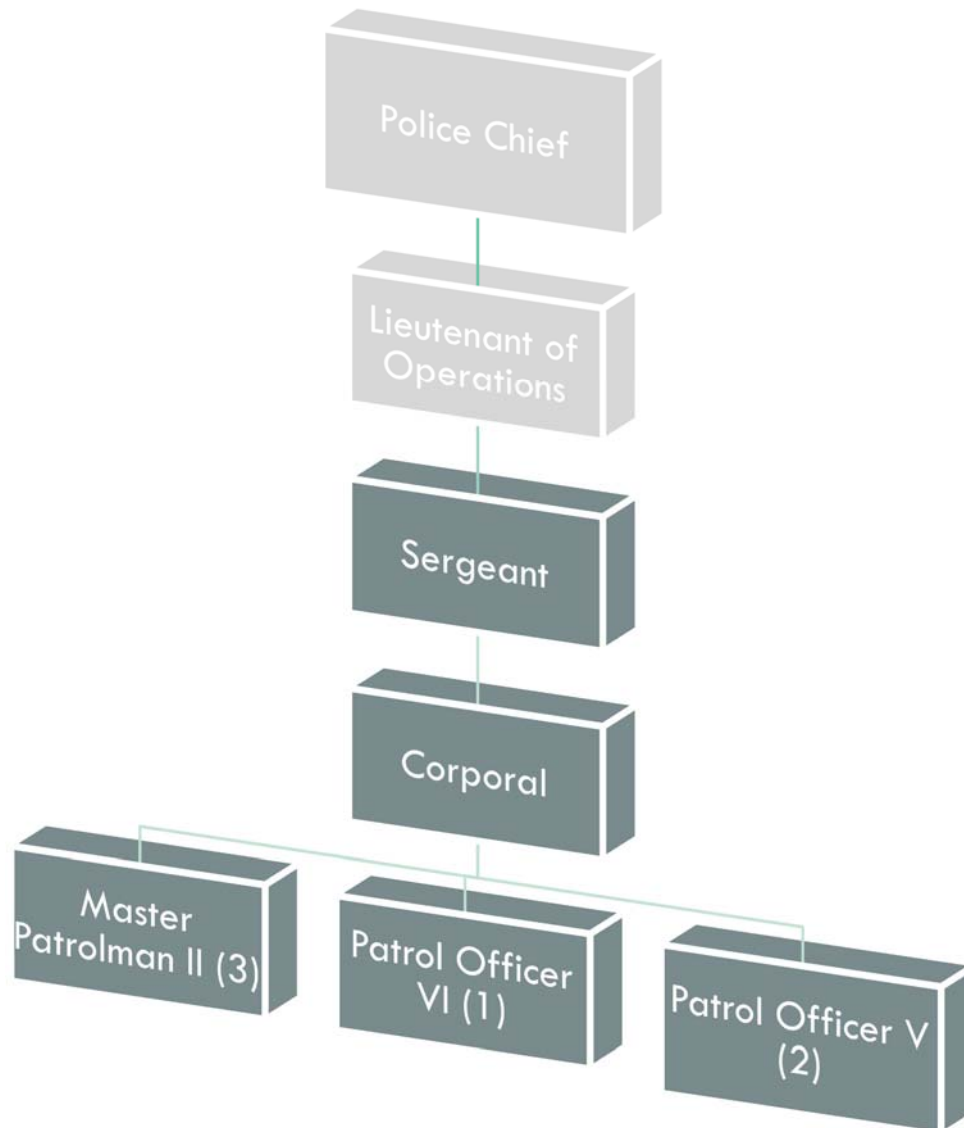 Police Chief
Lieutenant of
Operations
Sergeant
Corporal
Master
Patrolman II (3)
Patrol Officer
VI (1)
Patrol Officer V
(2)